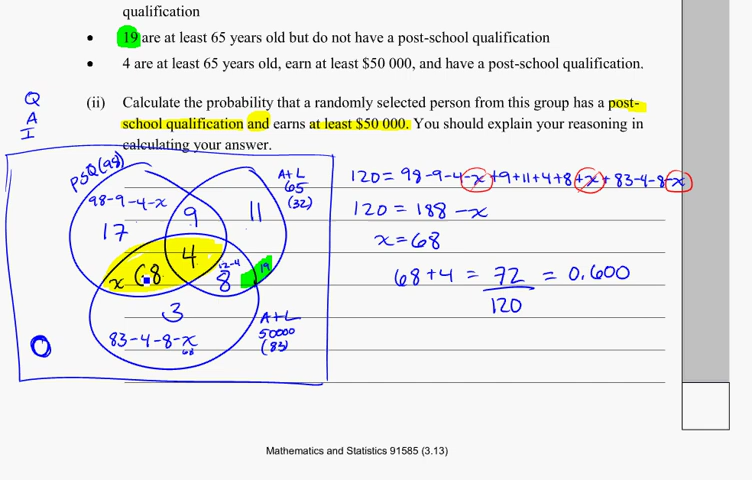 qualification
• 19 are at least 65 years old but do not have a post-school qualification
• 4 are at least 65 years old, earn at least $50 000, and have a post-school qualification.
Q
A
I
(ii) Calculate the probability that a randomly selected person from this group has a post-
school qualification and earns at least $50 000. You should explain your reasoning in
calculating your answer.
PSQ(98)
98-9-4-x
17
9
11
A+L
65
(32)
4
x 68
12-4
8
19
3
83-4-8-x
68
A+L
50000
(83)
0
120 = 98-9-4-x+9+11+4+8+x+83-4-8-x
120 = 188 - x
x = 68
68+4 = 72 = 0.600
120
Mathematics and Statistics 91585 (3.13)